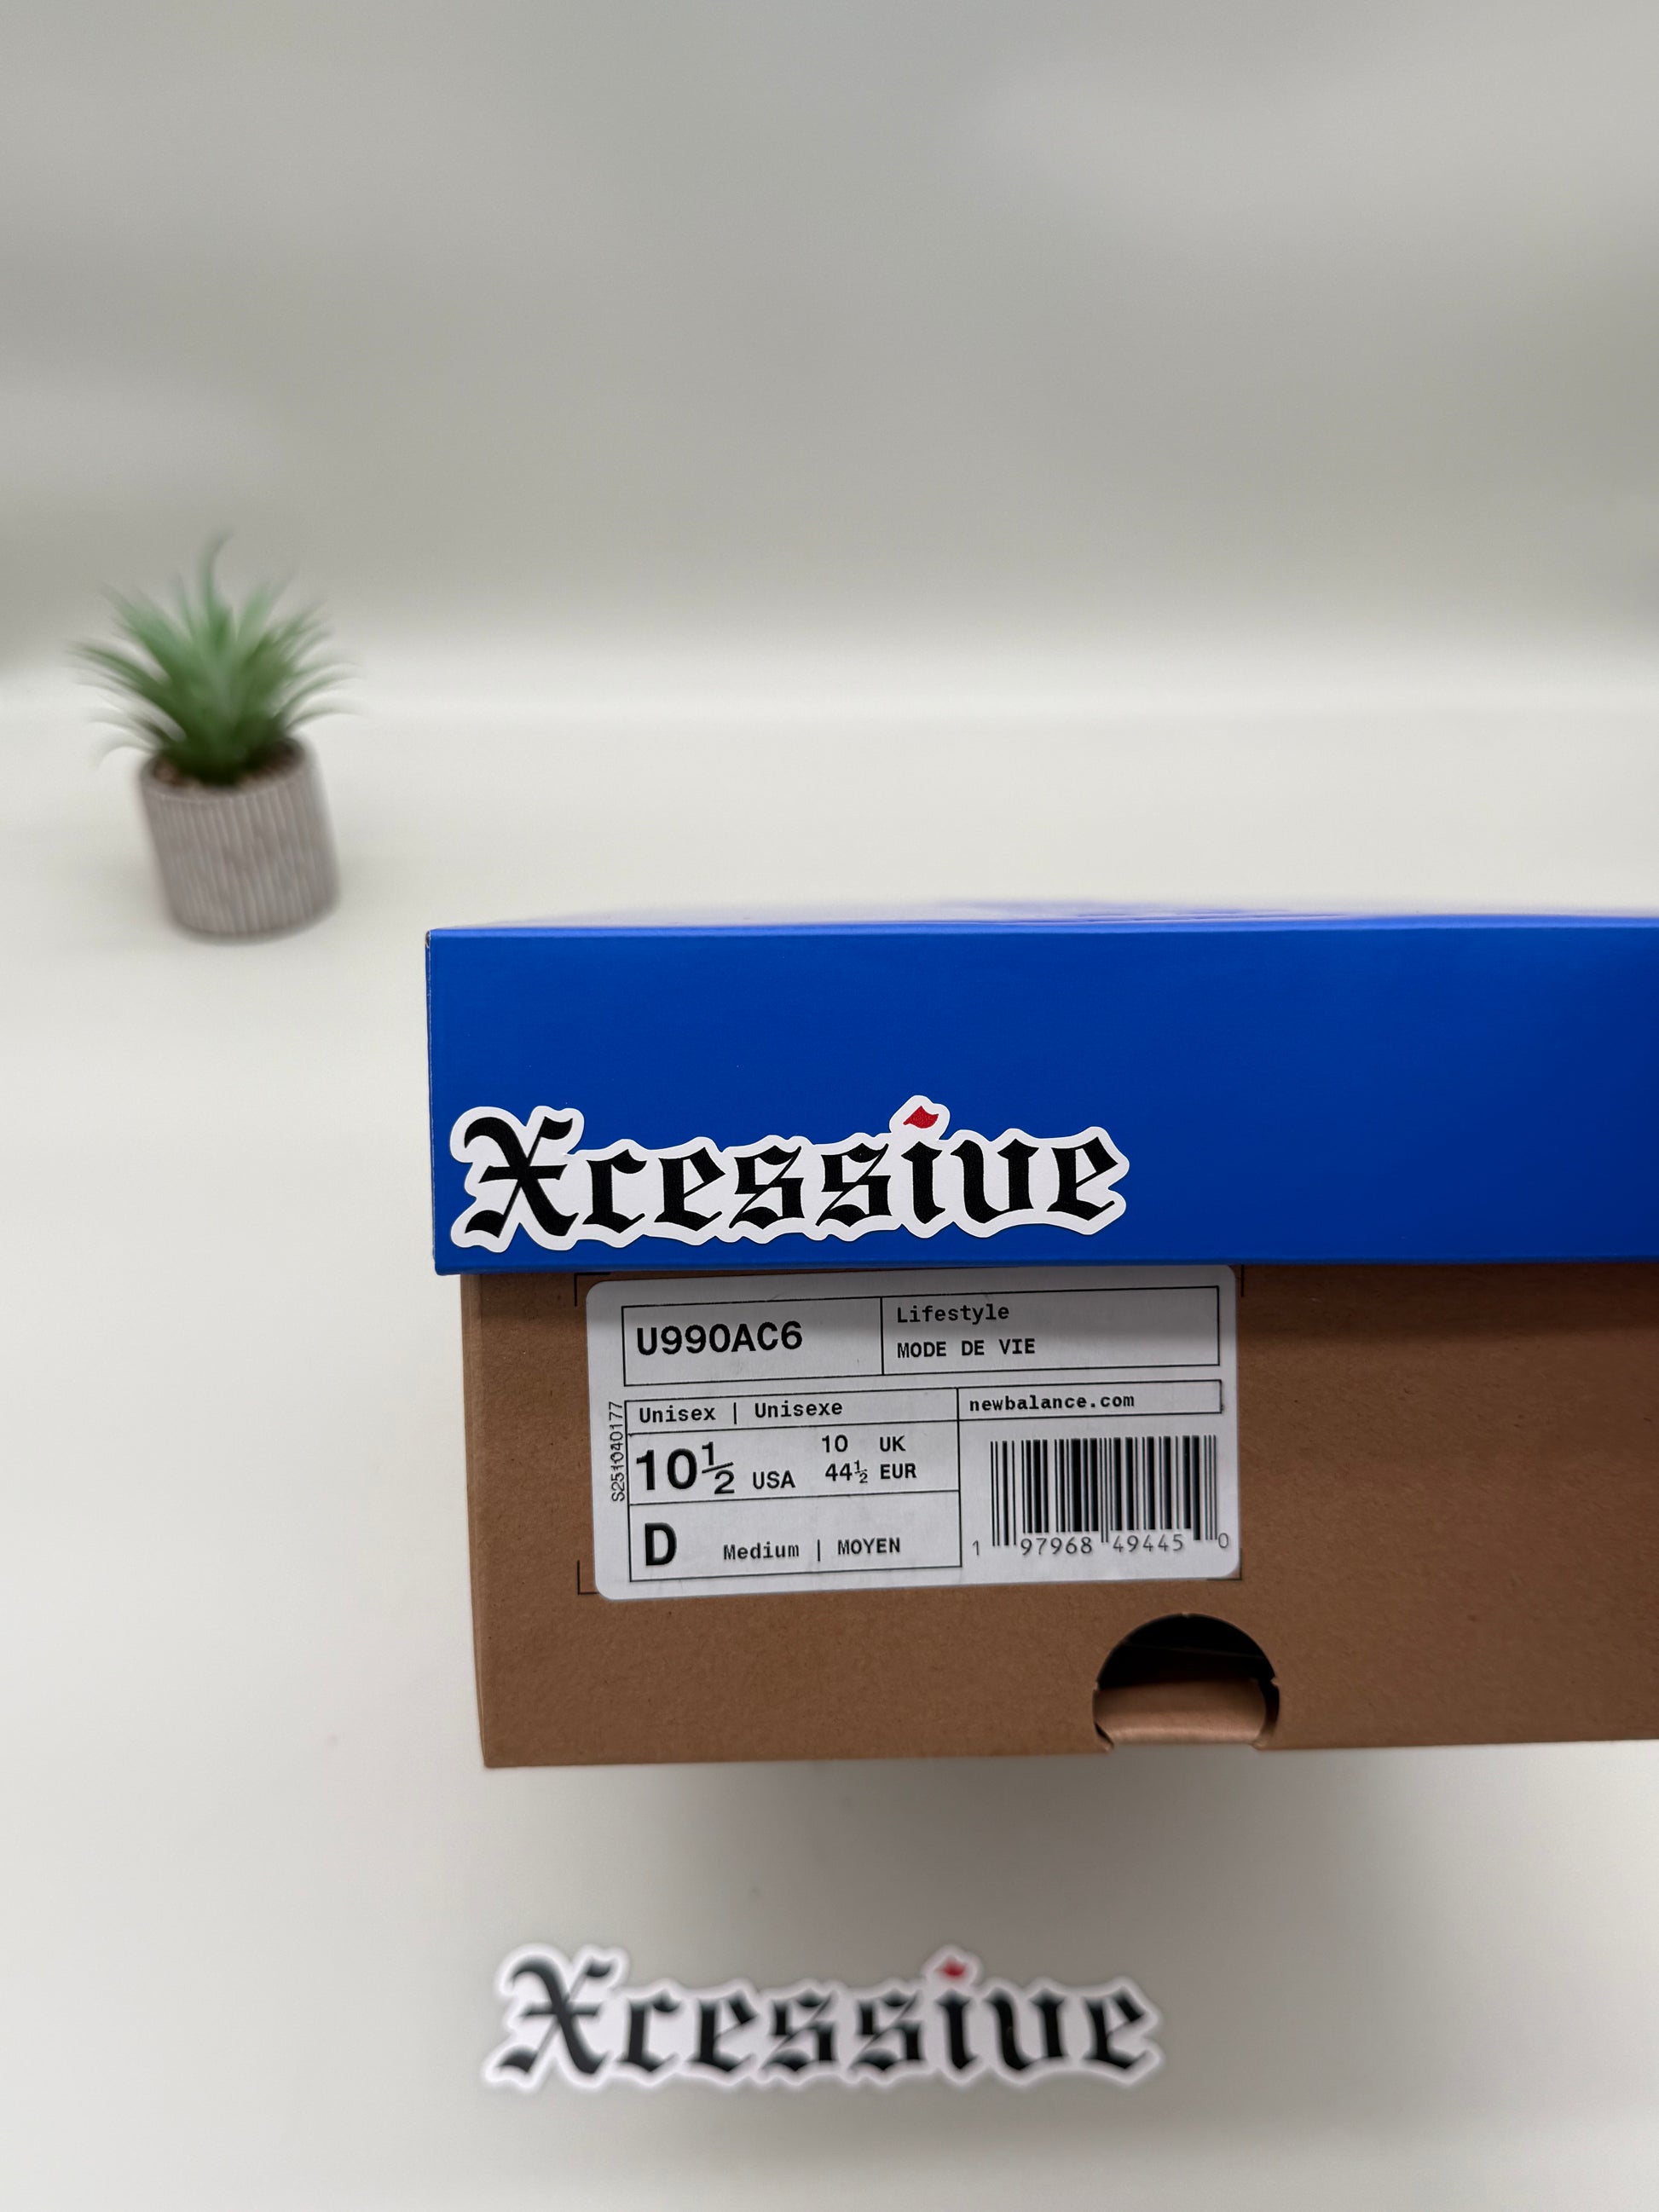 Xcessive
U990AC6
Lifestyle
MODE DE VIE
Unisex | Unisexe
newbalance.com
S251040177
10½ USA
10 UK
44½ EUR
D Medium | MOYEN
1 97968 49445 0
Xcessive